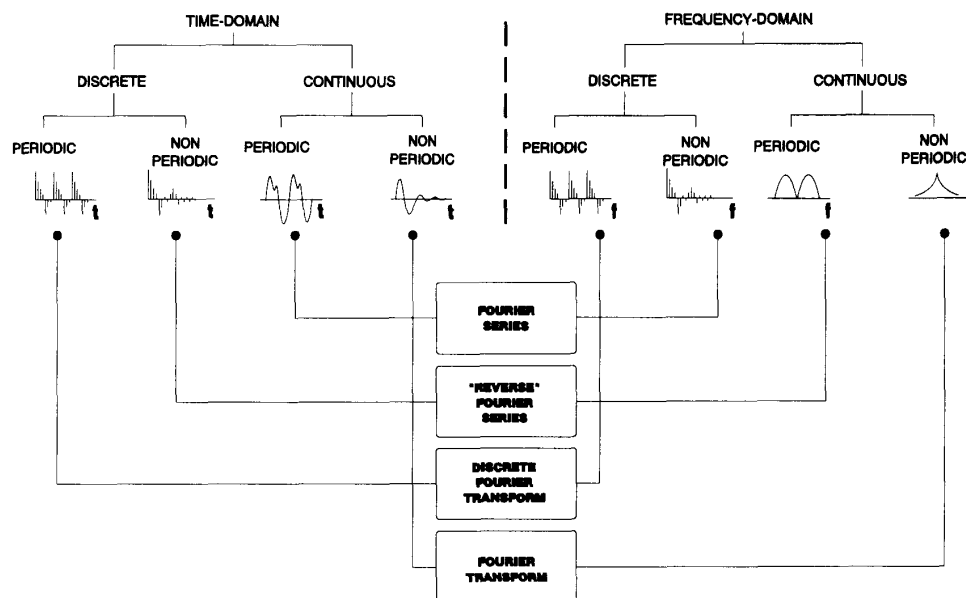 TIME-DOMAIN
FREQUENCY-DOMAIN
DISCRETE
CONTINUOUS
DISCRETE
CONTINUOUS
PERIODIC
NON
PERIODIC
PERIODIC
NON
PERIODIC
PERIODIC
NON
PERIODIC
PERIODIC
NON
PERIODIC
t
t
t
t
f
f
f
f
FOURIER
SERIES
"REVERSE"
FOURIER
SERIES
DISCRETE
FOURIER
TRANSFORM
FOURIER
TRANSFORM